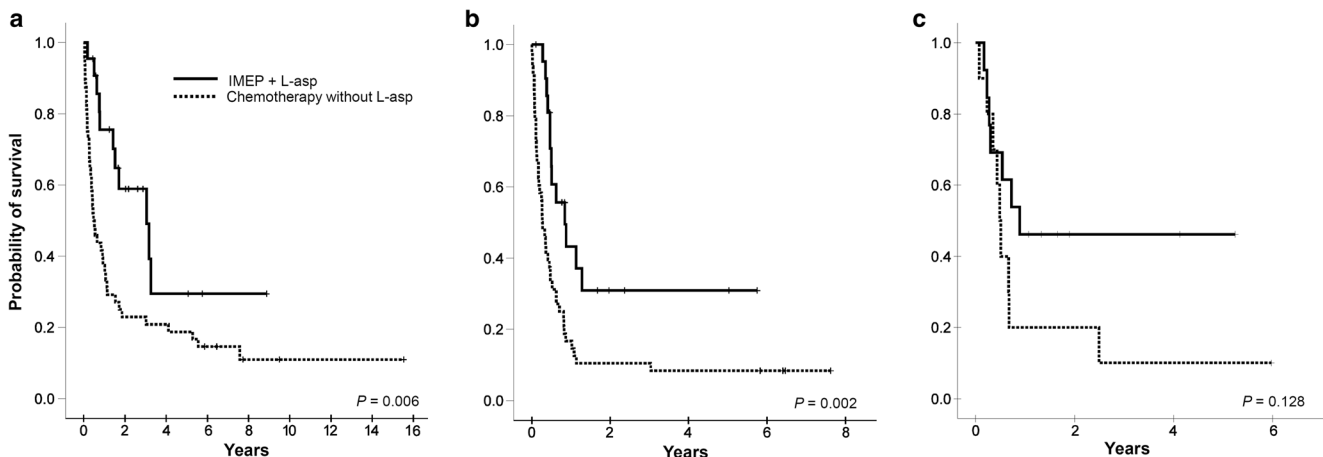 a
Probability of survival
1.0
0.8
0.6
0.4
0.2
0.0
IMEP + L-asp
Chemotherapy without L-asp
P = 0.006
0 2 4 6 8 10 12 14 16
Years
b
1.0
0.8
0.6
0.4
0.2
0.0
P = 0.002
0 2 4 6 8
Years
c
1.0
0.8
0.6
0.4
0.2
0.0
P = 0.128
0 2 4 6
Years